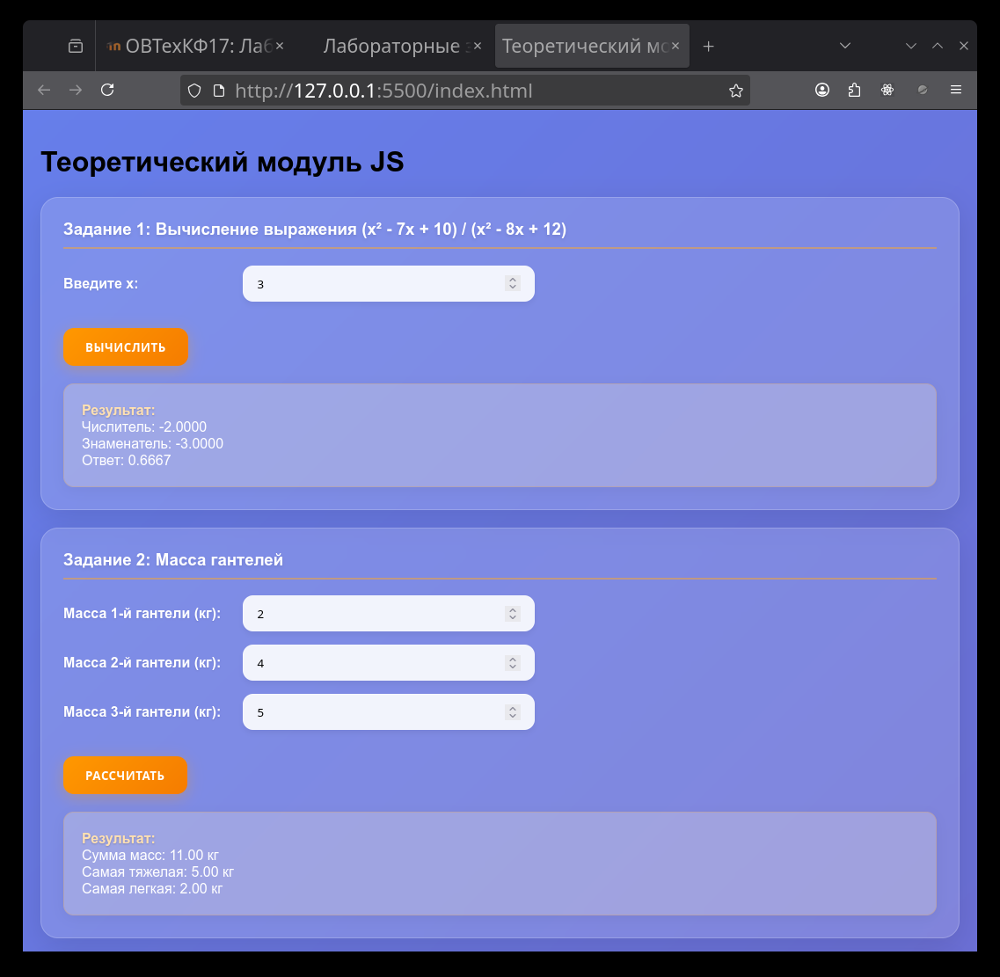 ОВТехКФ17: Лаб
Лабораторные
Теоретический мо
http://127.0.0.1:5500/index.html
Теоретический модуль JS
Задание 1: Вычисление выражения (x² - 7x + 10) / (x² - 8x + 12)
Введите x:
3
ВЫЧИСЛИТЬ
Результат:
Числитель: -2.0000
Знаменатель: -3.0000
Ответ: 0.6667
Задание 2: Масса гантелей
Масса 1-й гантели (кг):
2
Масса 2-й гантели (кг):
4
Масса 3-й гантели (кг):
5
РАССЧИТАТЬ
Результат:
Сумма масс: 11.00 кг
Самая тяжелая: 5.00 кг
Самая легкая: 2.00 кг